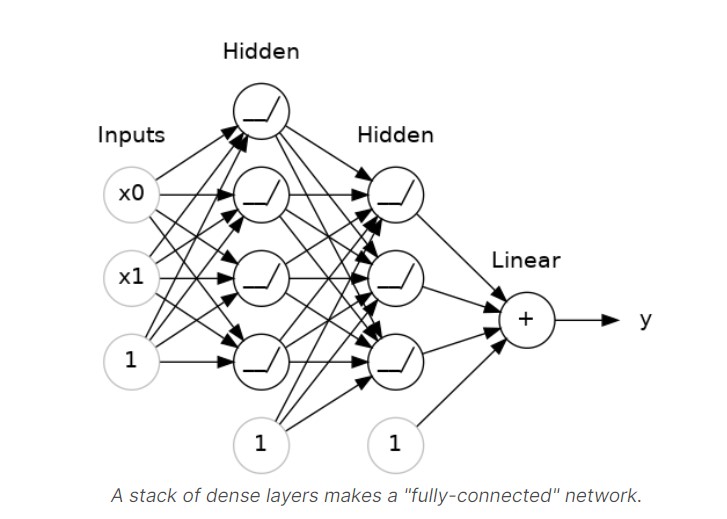 Hidden
Inputs
Hidden
x0
x1
Linear
+
y
1
1
1
A stack of dense layers makes a "fully-connected" network.